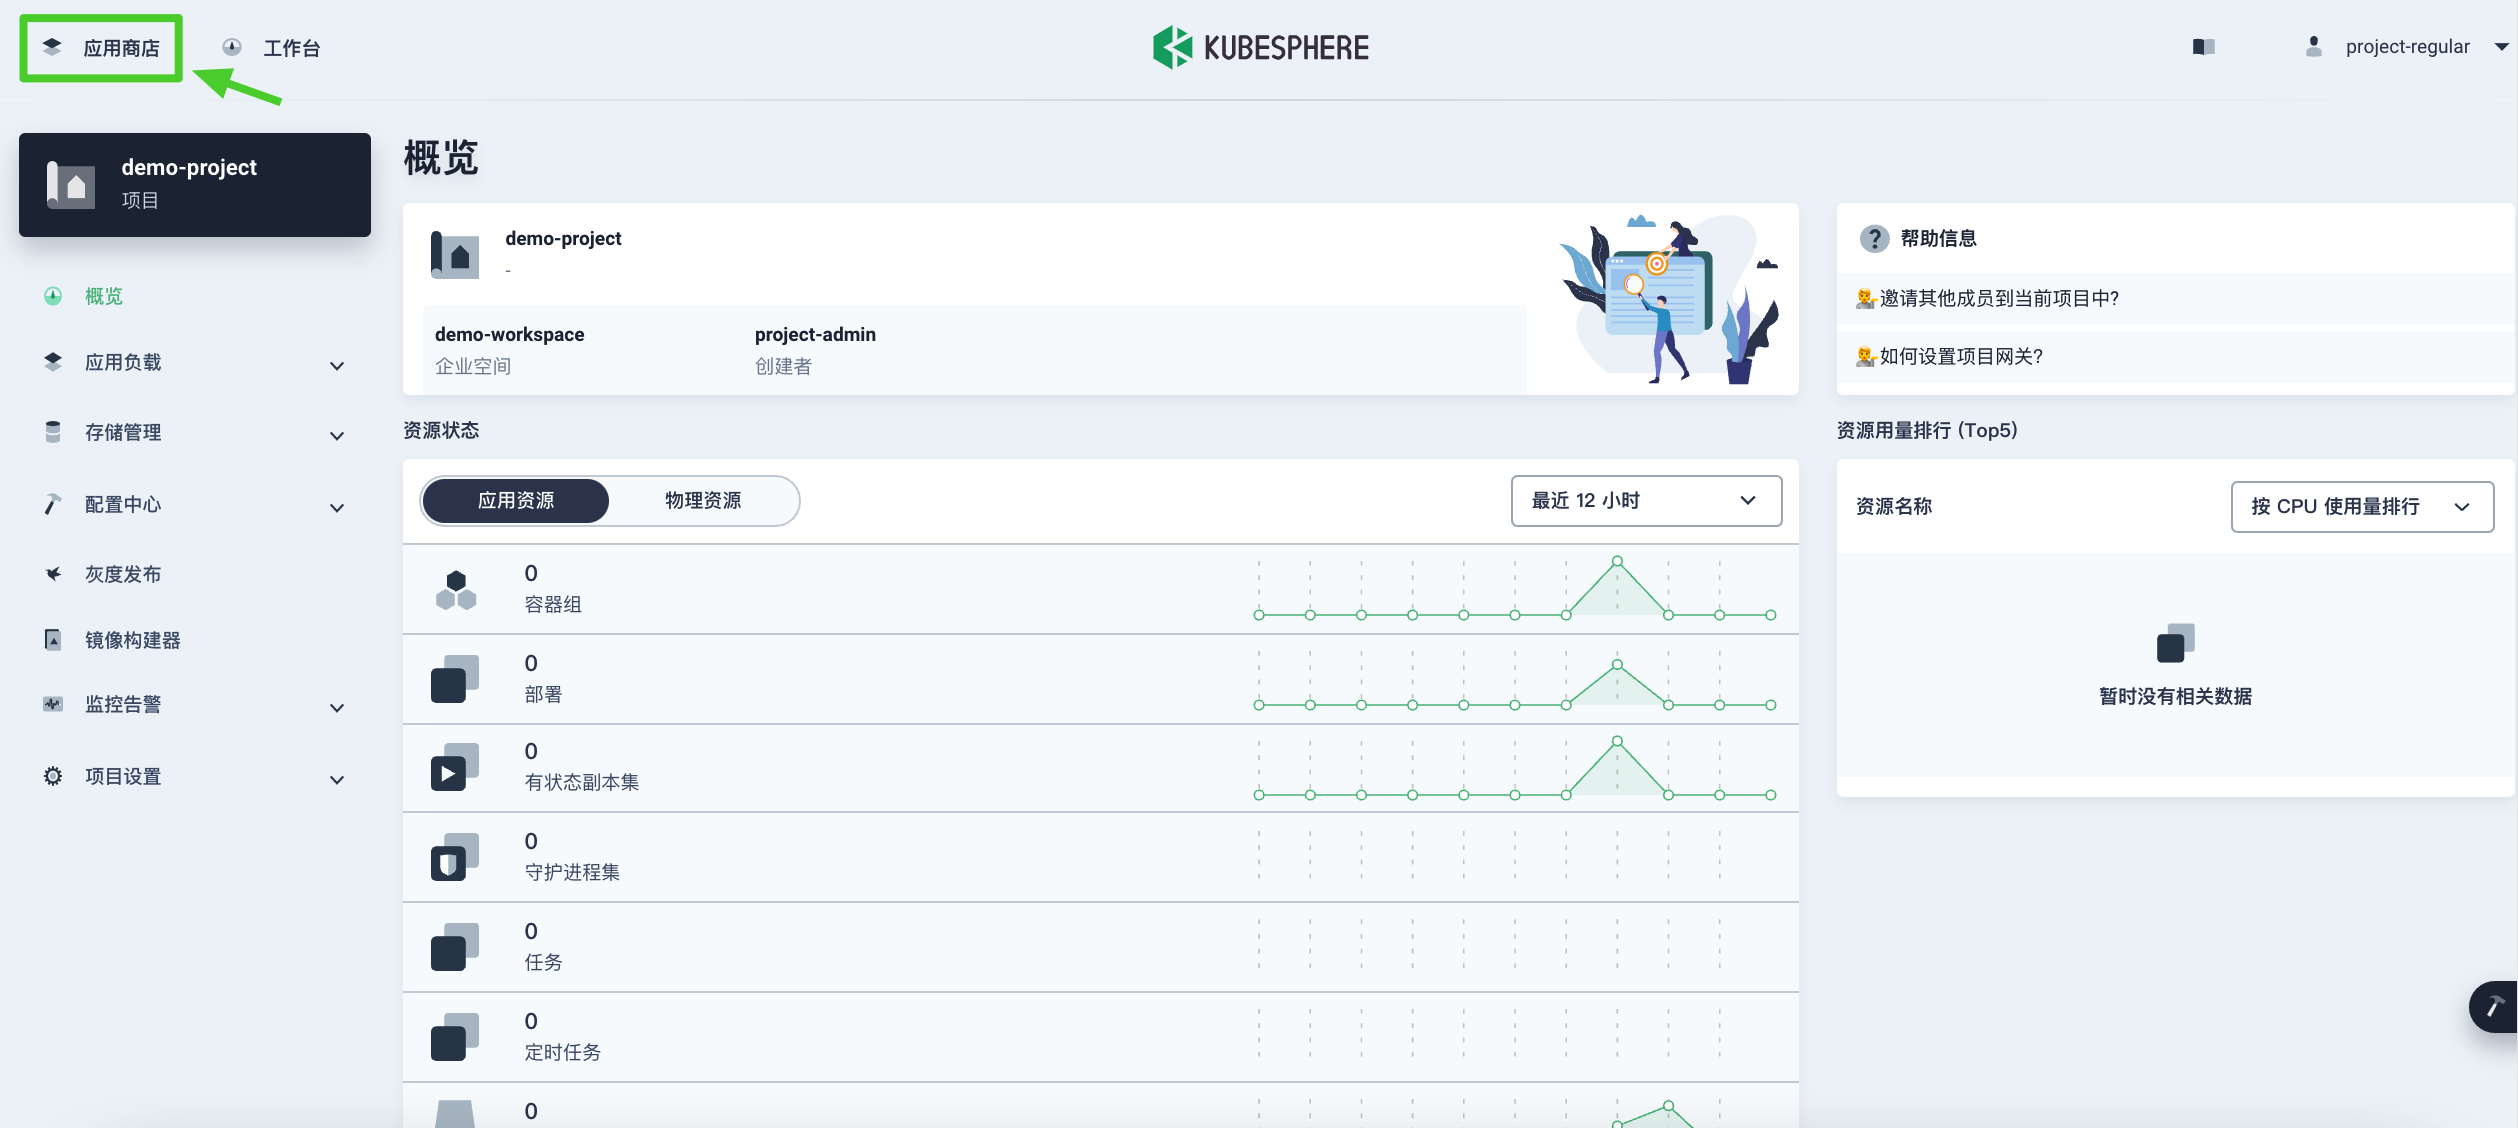 应用商店
工作台
KUBESPHERE
project-regular
demo-project
项目
概览
应用负载
存储管理
配置中心
灰度发布
镜像构建器
监控告警
项目设置
概览
demo-project
-
demo-workspace
企业空间
project-admin
创建者
帮助信息
邀请其他成员到当前项目中?
如何设置项目网关?
资源状态
应用资源
物理资源
最近 12 小时
0
容器组
0
部署
0
有状态副本集
0
守护进程集
0
任务
0
定时任务
0
资源用量排行 (Top5)
资源名称
按 CPU 使用量排行
暂时没有相关数据